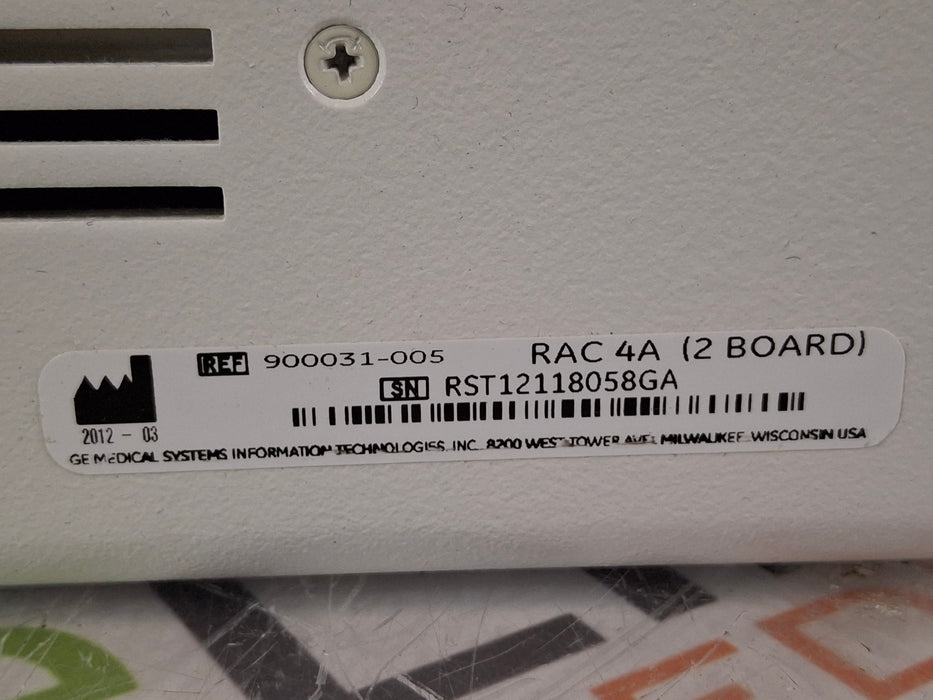 REF 900031-005 RAC 4A (2 BOARD)
SN RST12118058GA
2012 - 03
GE MEDICAL SYSTEMS INFORMATION TECHNOLOGIES, INC. 8200 WEST TOWER AVE. MILWAUKEE WISCONSIN USA